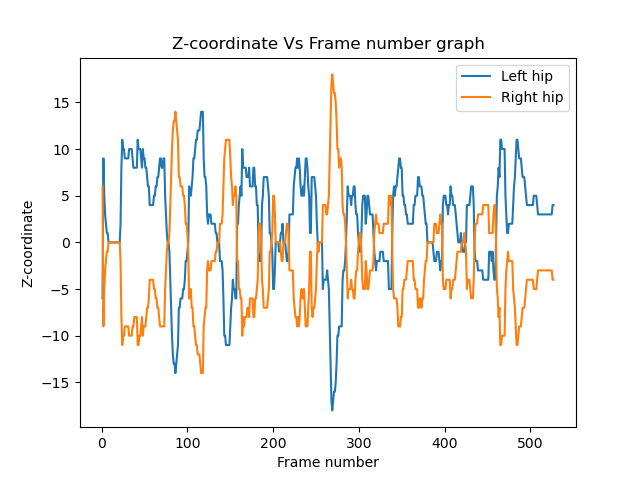 Z-coordinate Vs Frame number graph
Left hip
Right hip
15
10
5
0
−5
−10
−15
Z-coordinate
0 100 200 300 400 500
Frame number